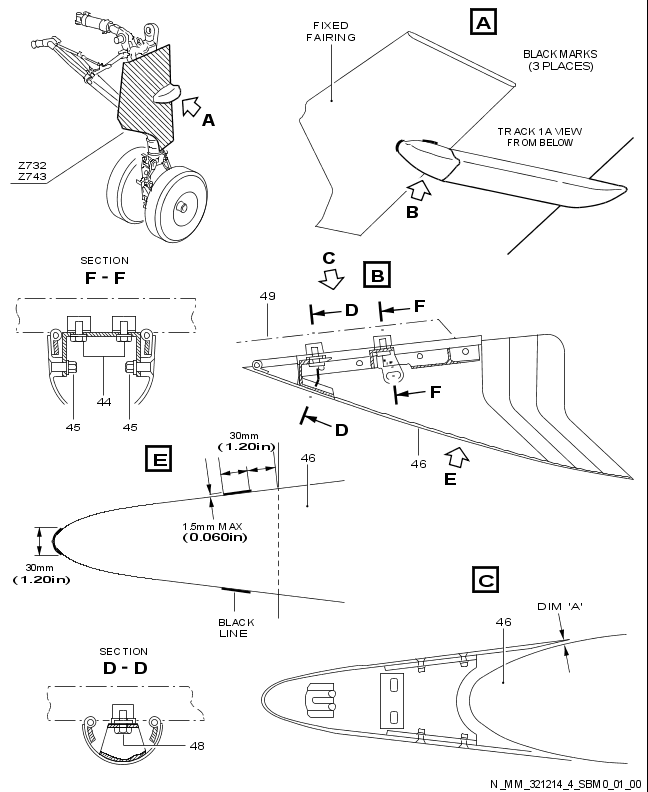 A
FIXED
FAIRING
BLACK MARKS
(3 PLACES)
A
TRACK 1A VIEW
FROM BELOW
Z732
Z743
B
SECTION
F - F
C
B
49
D
F
F
D
44
45
45
46
E
E
30mm
(1.20in)
46
1.5mm MAX
(0.060in)
30mm
(1.20in)
BLACK
LINE
C
DIM 'A'
46
SECTION
D - D
48
N_MM_321214_4_SBM0_01_00